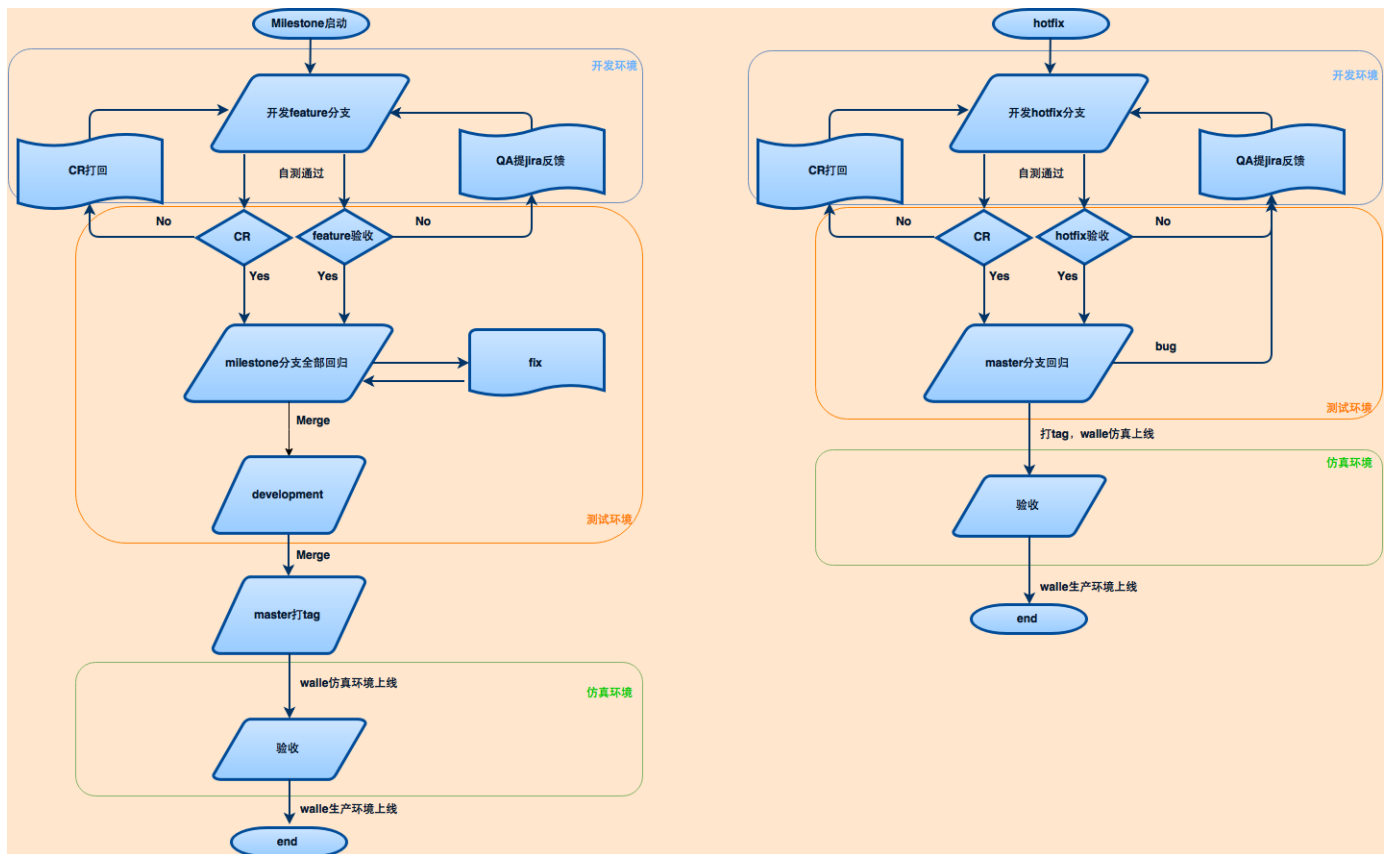 Milestone启动
开发环境
开发feature分支
CR打回
QA提jira反馈
自测通过
No
CR
feature验收
No
Yes
Yes
milestone分支全部回归
fix
Merge
development
测试环境
Merge
master打tag
walle仿真环境上线
仿真环境
验收
walle生产环境上线
end
hotfix
开发环境
开发hotfix分支
CR打回
QA提jira反馈
自测通过
No
CR
hotfix验收
No
Yes
Yes
master分支回归
bug
测试环境
打tag，walle仿真上线
仿真环境
验收
walle生产环境上线
end